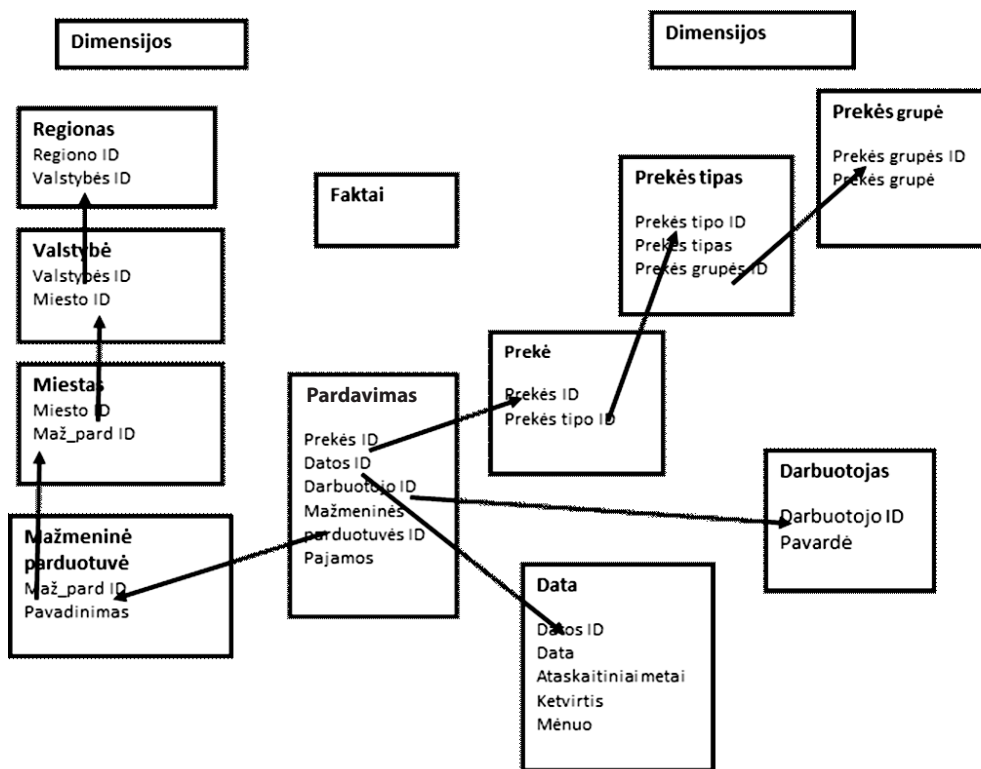 Dimensijos
Dimensijos
Regionas
Regiono ID
Valstybės ID
Valstybė
Valstybės ID
Miesto ID
Miestas
Miesto ID
Maž_pard ID
Mažmeninė
parduotuvė
Maž_pard ID
Pavadinimas
Faktai
Pardavimas
Prekės ID
Datos ID
Darbuotojo ID
Mažmeninės
parduotuvės ID
Pajamos
Prekė
Prekės ID
Prekės tipo ID
Prekės tipas
Prekės tipo ID
Prekės tipas
Prekės grupės ID
Prekės grupė
Prekės grupės ID
Prekės grupė
Darbuotojas
Darbuotojo ID
Pavardė
Data
Datos ID
Data
Ataskaitiniai metai
Ketvirtis
Mėnuo